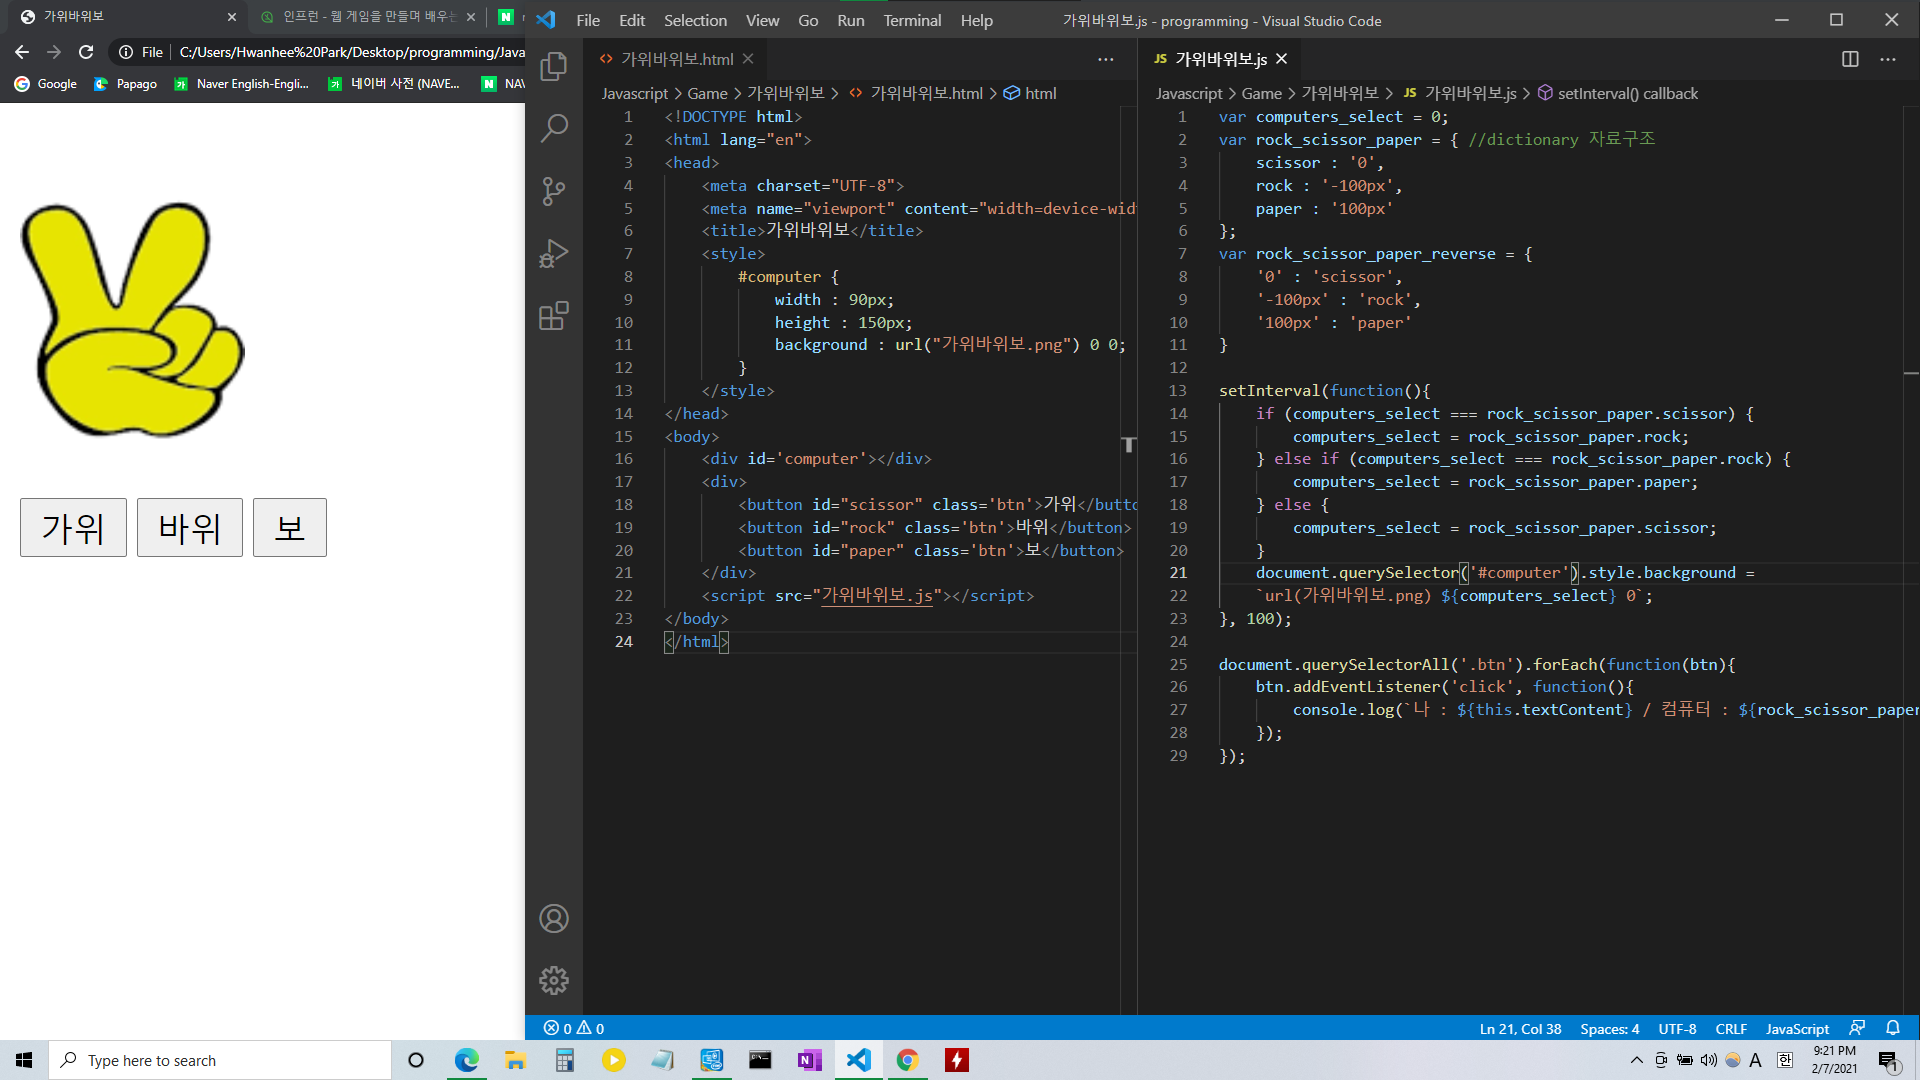 가위바위보
인프런 - 웹 게임을 만들며 배우는
File C:/Users/Hwanhee%20Park/Desktop/programming/Java
Google Papago Naver English-Engli... 네이버 사전 (NAVE... NAV
가위 바위 보
File Edit Selection View Go Run Terminal Help
가위바위보.js - programming - Visual Studio Code
가위바위보.html
Javascript > Game > 가위바위보 > 가위바위보.html > html
1 <!DOCTYPE html>
2 <html lang="en">
3 <head>
4 <meta charset="UTF-8">
5 <meta name="viewport" content="width=device-widt
6 <title>가위바위보</title>
7 <style>
8 #computer {
9 width : 90px;
10 height : 150px;
11 background : url("가위바위보.png") 0 0;
12 }
13 </style>
14 </head>
15 <body>
16 <div id='computer'></div>
17 <div>
18 <button id="scissor" class='btn'>가위</butto
19 <button id="rock" class='btn'>바위</button>
20 <button id="paper" class='btn'>보</button>
21 </div>
22 <script src="가위바위보.js"></script>
23 </body>
24 </html>
JS 가위바위보.js
Javascript > Game > 가위바위보 > JS 가위바위보.js > setInterval() callback
1 var computers_select = 0;
2 var rock_scissor_paper = { //dictionary 자료구조
3 scissor : '0',
4 rock : '-100px',
5 paper : '100px'
6 };
7 var rock_scissor_paper_reverse = {
8 '0' : 'scissor',
9 '-100px' : 'rock',
10 '100px' : 'paper'
11 }
12
13 setInterval(function(){
14 if (computers_select === rock_scissor_paper.scissor) {
15 computers_select = rock_scissor_paper.rock;
16 } else if (computers_select === rock_scissor_paper.rock) {
17 computers_select = rock_scissor_paper.paper;
18 } else {
19 computers_select = rock_scissor_paper.scissor;
20 }
21 document.querySelector('#computer').style.background =
22 `url(가위바위보.png) ${computers_select} 0`;
23 }, 100);
24
25 document.querySelectorAll('.btn').forEach(function(btn){
26 btn.addEventListener('click', function(){
27 console.log(`나 : ${this.textContent} / 컴퓨터 : ${rock_scissor_paper
28 });
29 });
0 0
Ln 21, Col 38 Spaces: 4 UTF-8 CRLF JavaScript
Type here to search
A 한 9:21 PM
2/7/2021
1